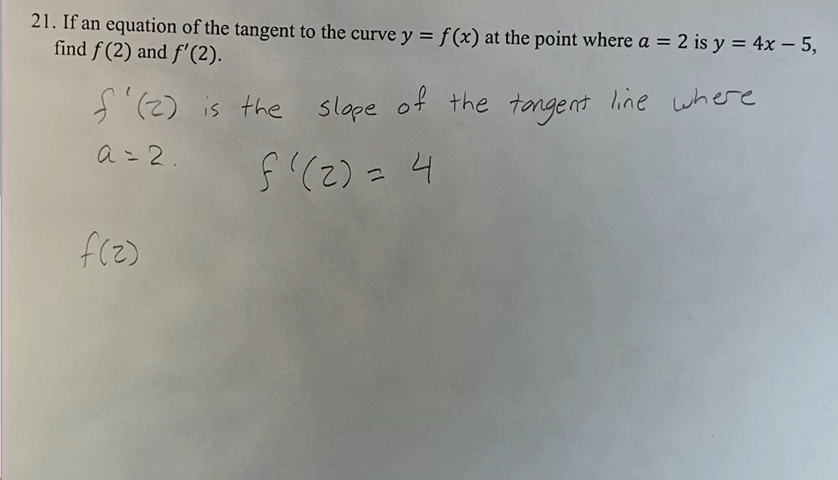 21. If an equation of the tangent to the curve y = f(x) at the point where a = 2 is y = 4x − 5,
find f(2) and f′(2).
f'(2) is the slope of the tangent line where
a = 2. f'(2) = 4
f(2)